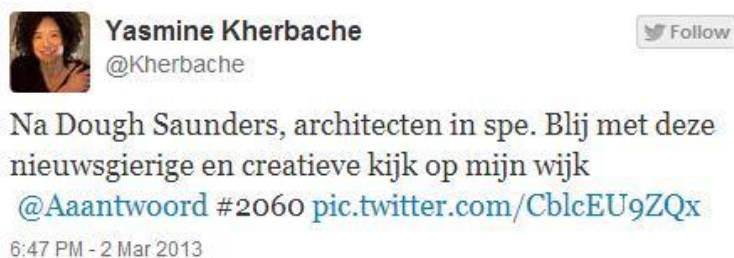 Yasmine Kherbache
Follow
@Kherbache
Na Dough Saunders, architecten in spe. Blij met deze
nieuwsgierige en creatieve kijk op mijn wijk
@Aaantwoord #2060 pic.twitter.com/CblcEU9ZQx
6:47 PM - 2 Mar 2013